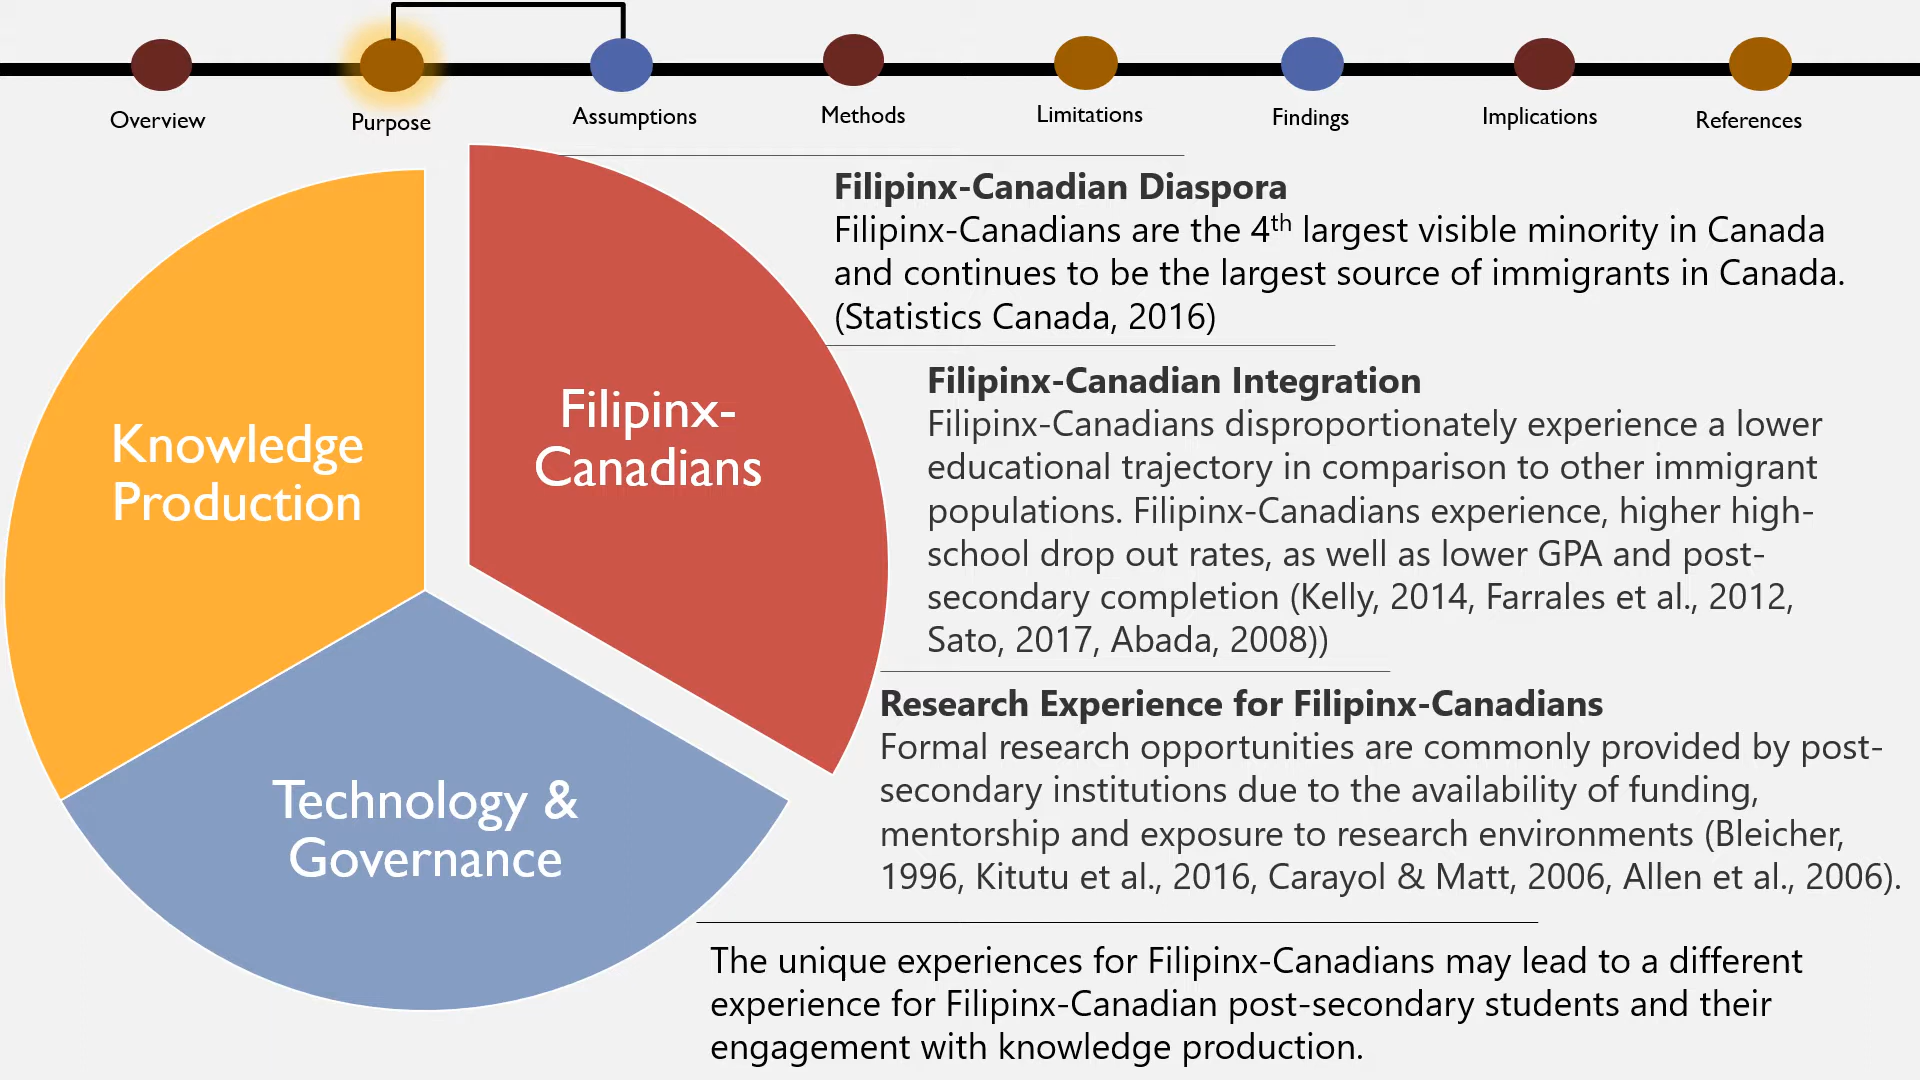 Overview
Purpose
Assumptions
Methods
Limitations
Findings
Implications
References
Knowledge
Production
Filipinx-
Canadians
Technology &
Governance
Filipinx-Canadian Diaspora
Filipinx-Canadians are the 4th largest visible minority in Canada
and continues to be the largest source of immigrants in Canada.
(Statistics Canada, 2016)
Filipinx-Canadian Integration
Filipinx-Canadians disproportionately experience a lower
educational trajectory in comparison to other immigrant
populations. Filipinx-Canadians experience, higher high-
school drop out rates, as well as lower GPA and post-
secondary completion (Kelly, 2014, Farrales et al., 2012,
Sato, 2017, Abada, 2008))
Research Experience for Filipinx-Canadians
Formal research opportunities are commonly provided by post-
secondary institutions due to the availability of funding,
mentorship and exposure to research environments (Bleicher,
1996, Kitutu et al., 2016, Carayol & Matt, 2006, Allen et al., 2006).
The unique experiences for Filipinx-Canadians may lead to a different
experience for Filipinx-Canadian post-secondary students and their
engagement with knowledge production.